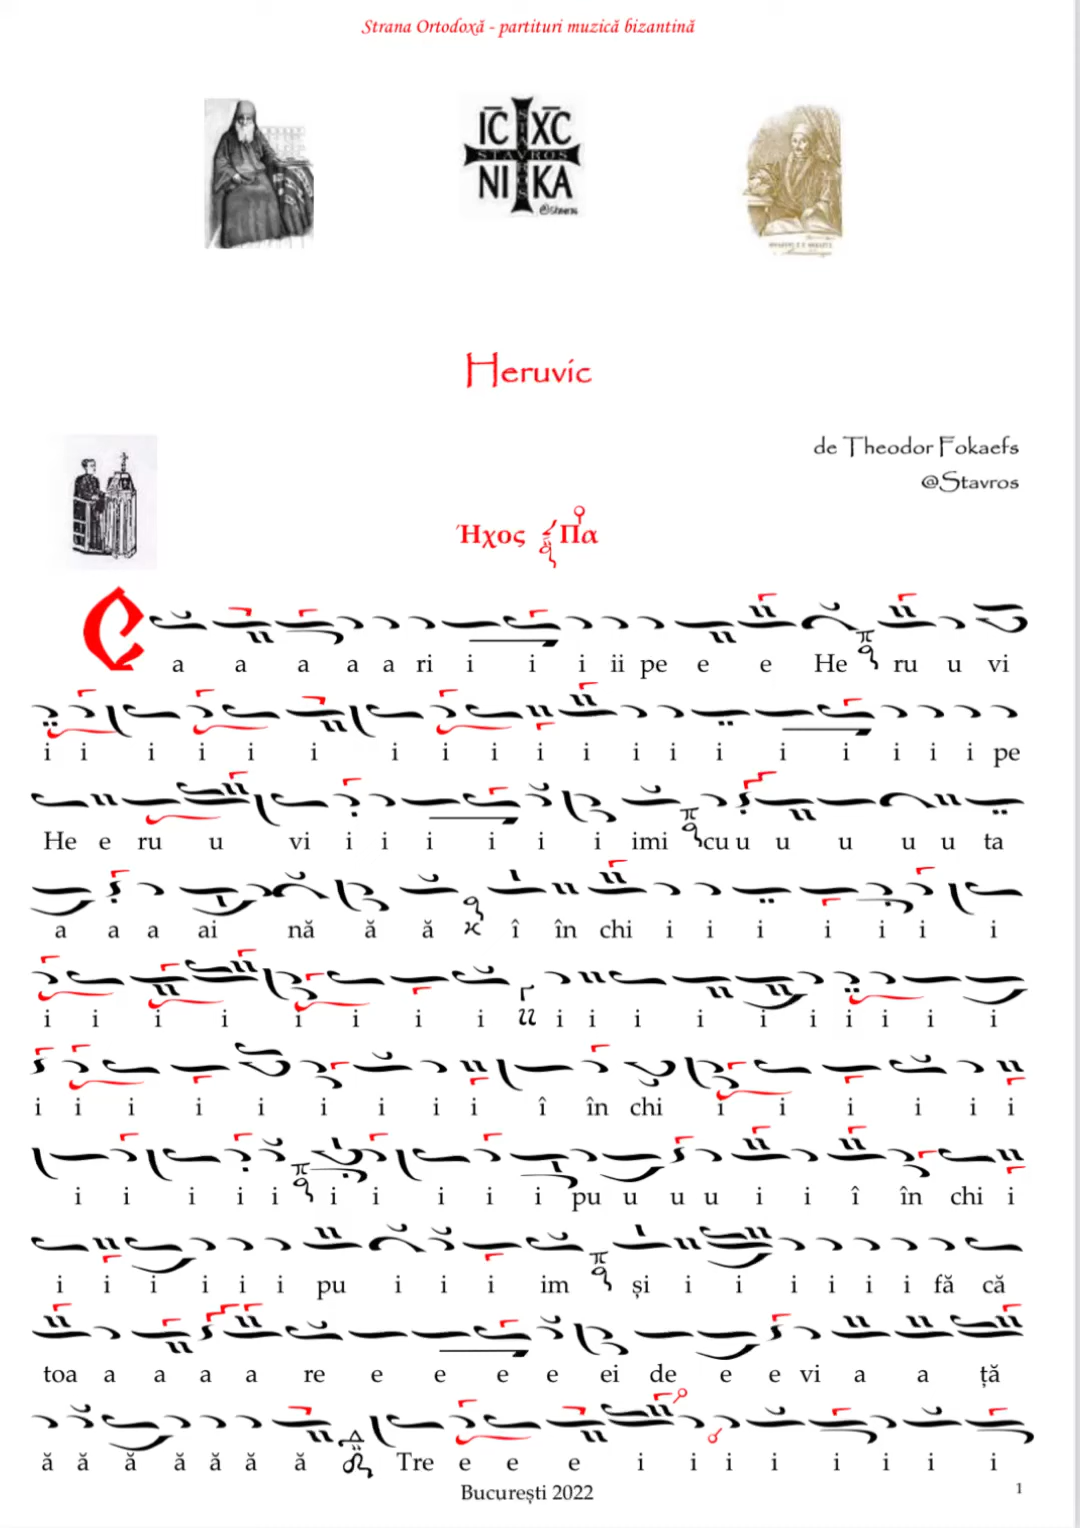 Strana Ortodoxă - partituri muzică bizantină
IC XC
STAVROS
NI KA
@Stavros
Heruvic
de Theodor Fokaefs
@Stavros
Ἦχος Πα
C
a a a a a ri i i i ii pe e e He ru u vi
i i i i i i i i i i i i i i i i i i i i pe
He e ru u vi i i i i i i imi cu u u u u u ta
a a a ai nă ă ă î în chi i i i i i i i
i i i i i i i i i i i i i i i i i i
i i i i i i i i i î în chi i i i i i i
i i i i i i i i i i pu u u u i i î în chi i
i i i i i i pu i i i im și i i i i i i fă că
toa a a a a re e e e e ei de e e vi a a ță
ă ă ă ă ă ă ă Tre e e e i i i i i i i i
București 2022
1